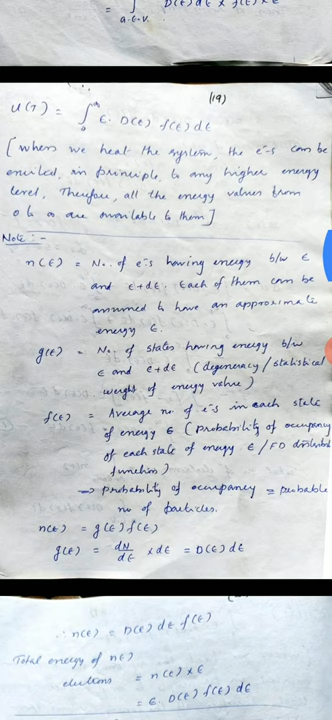 = ∫ D(ε)dε × f(ε) × ε
a.ε.v.
(19)
U(T) = ∫₀^∞ ε. D(ε) f(ε) dε
[when we heat the system, the e⁻s can be
excited, in principle, to any higher energy
level, Therefore, all the energy values from
0 to ∞ are available to them]
Note : -
n(ε) = No. of e⁻s having energy b/w ε
and ε+dε. Each of them can be
assumed to have an approximate
energy ε.
g(ε) = No. of states having energy b/w
ε and ε+dε. (degeneracy / statistical
weight of energy value)
f(ε) = Average no. of e⁻s in each state
of energy ε (probability of occupancy
of each state of energy ε / FD
function)
⇒ probability of occupancy = probable
no of particles.
n(ε) = g(ε) f(ε)
g(ε) = dN/dε × dε = D(ε) dε
∴ n(ε) = D(ε) dε. f(ε)
Total energy of n(ε)
electrons = n(ε) × ε
= ε. D(ε) f(ε) dε